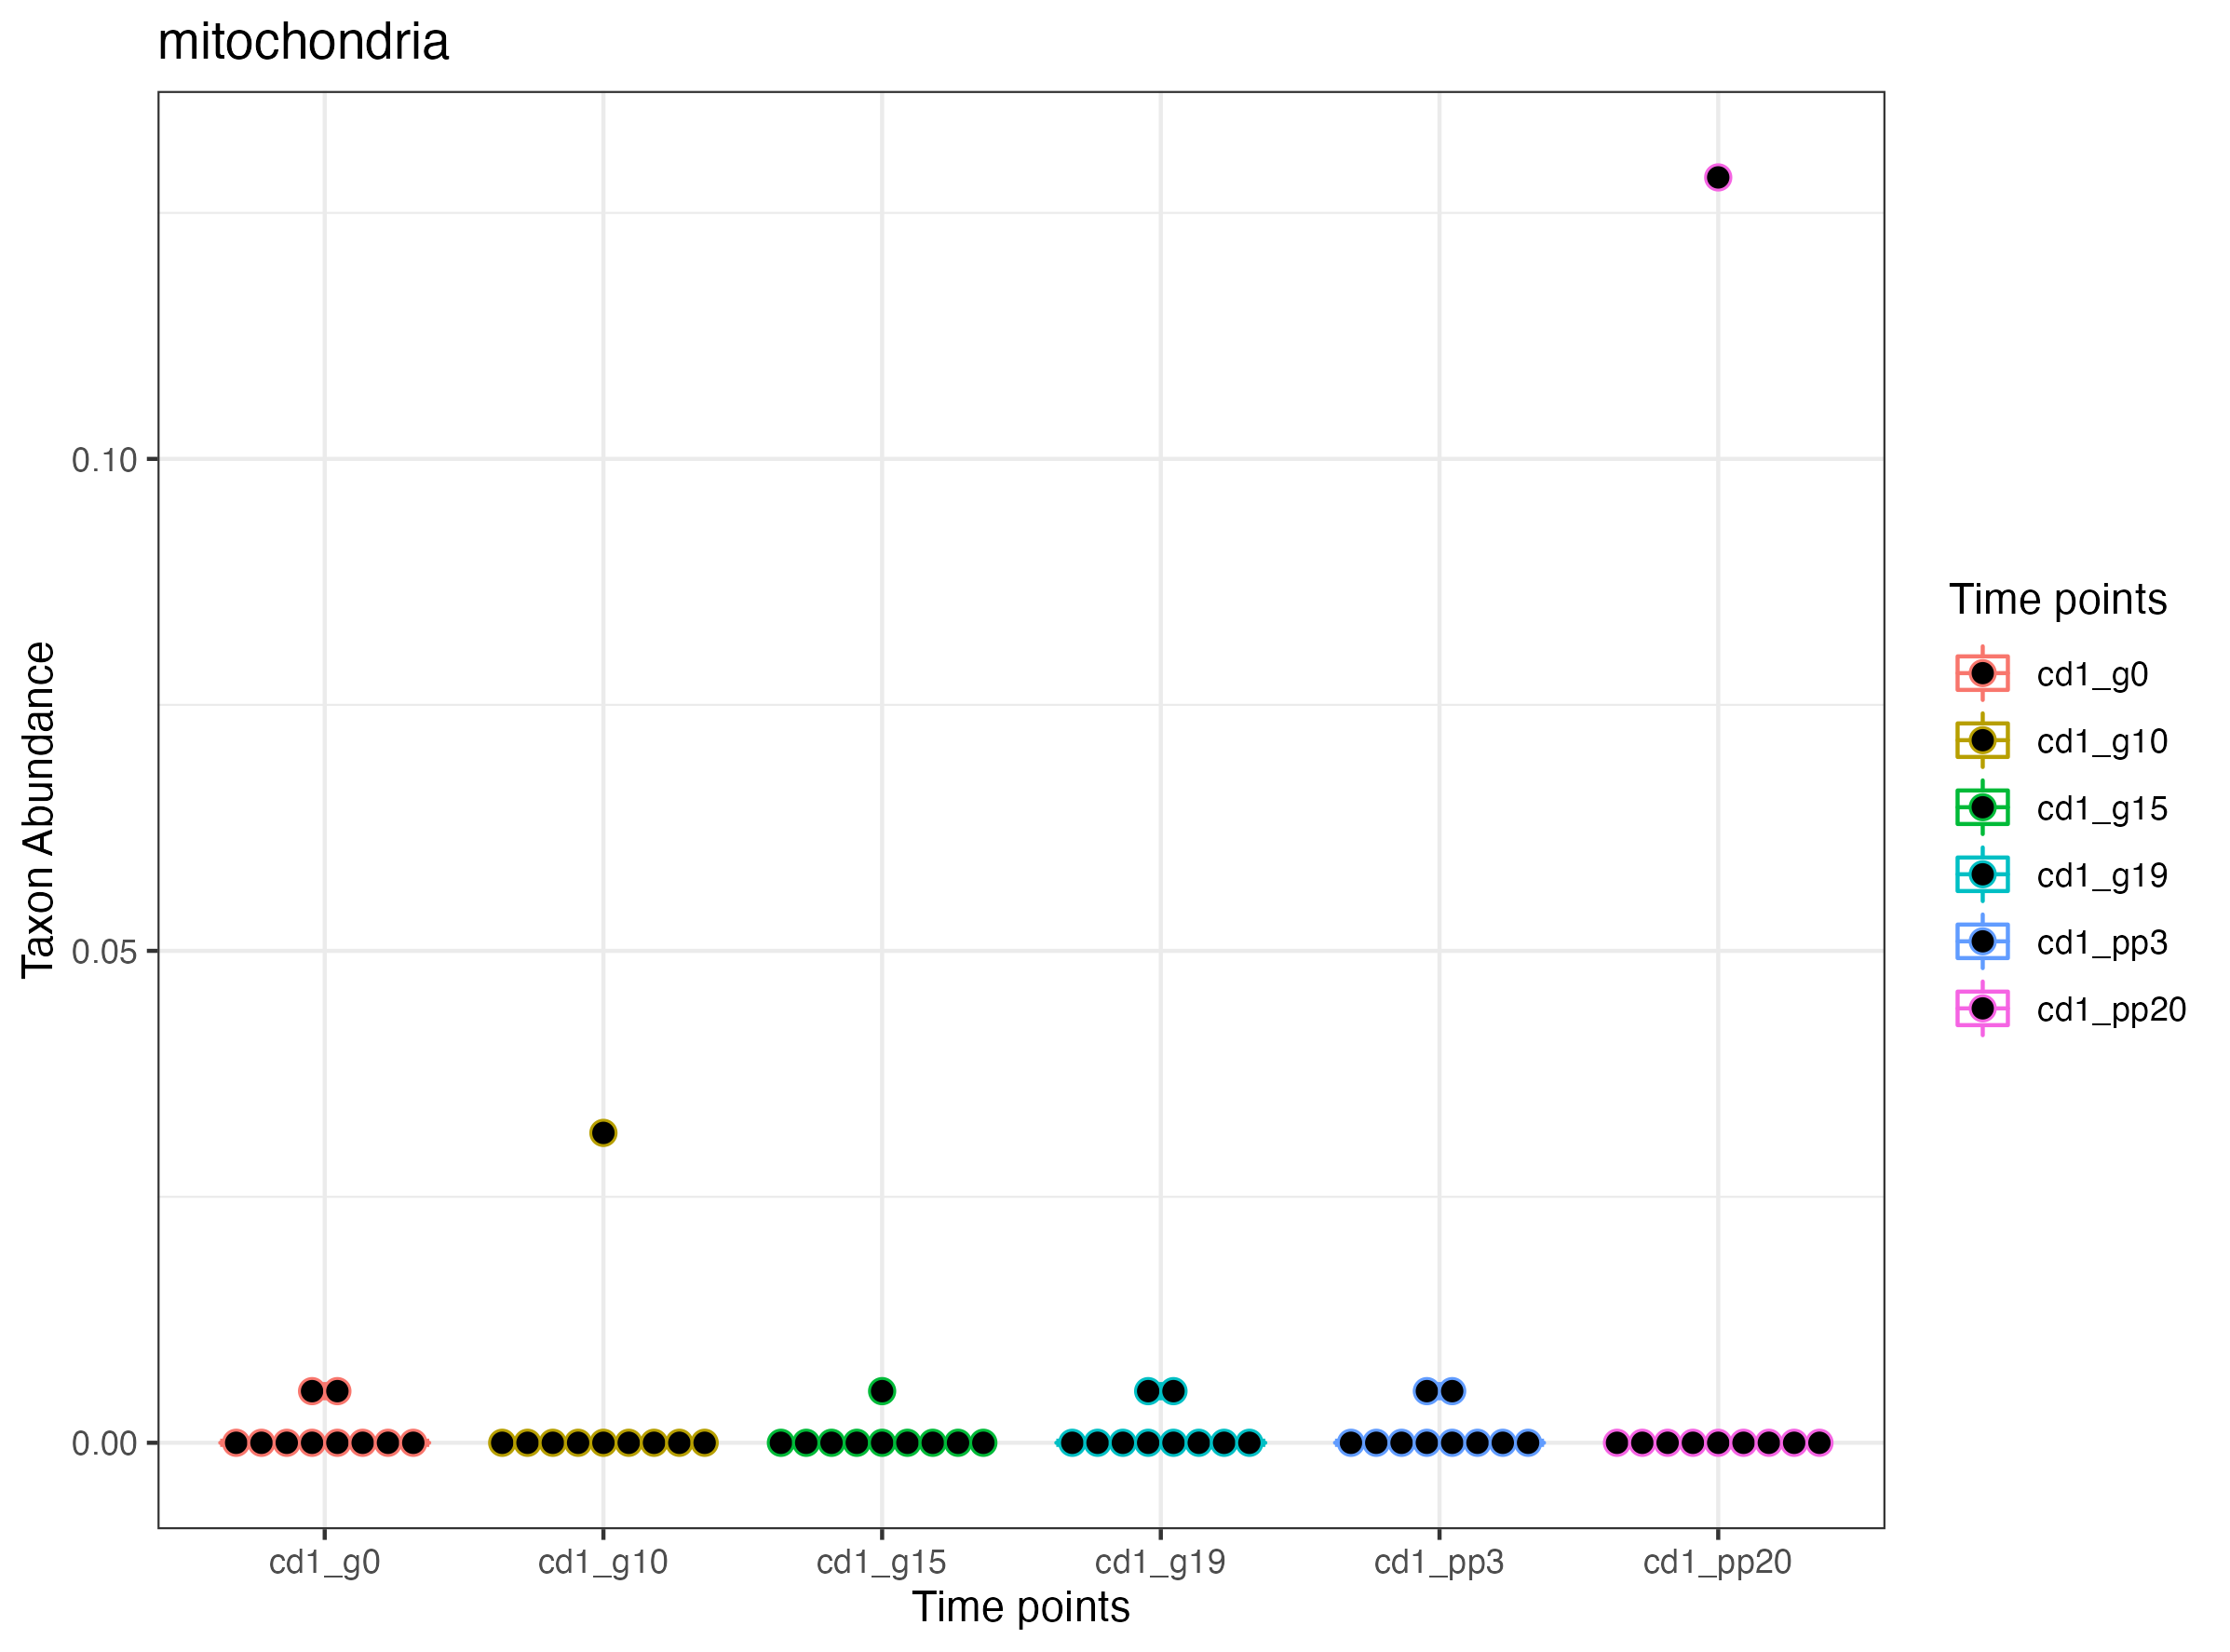 mitochondria
Taxon Abundance
0.10
0.05
0.00
cd1_g0 cd1_g10 cd1_g15 cd1_g19 cd1_pp3 cd1_pp20
Time points
Time points
cd1_g0
cd1_g10
cd1_g15
cd1_g19
cd1_pp3
cd1_pp20